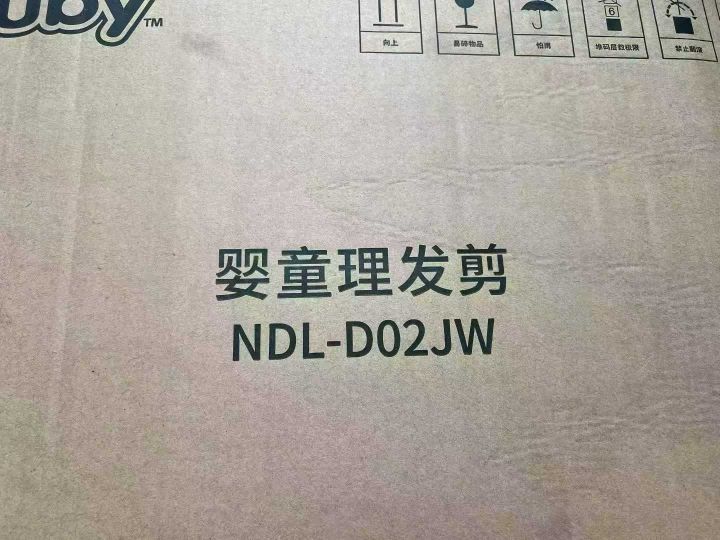 uby™
向上
易碎物品
怕雨
6
堆码层数极限
禁止翻滚
婴童理发剪
NDL-D02JW